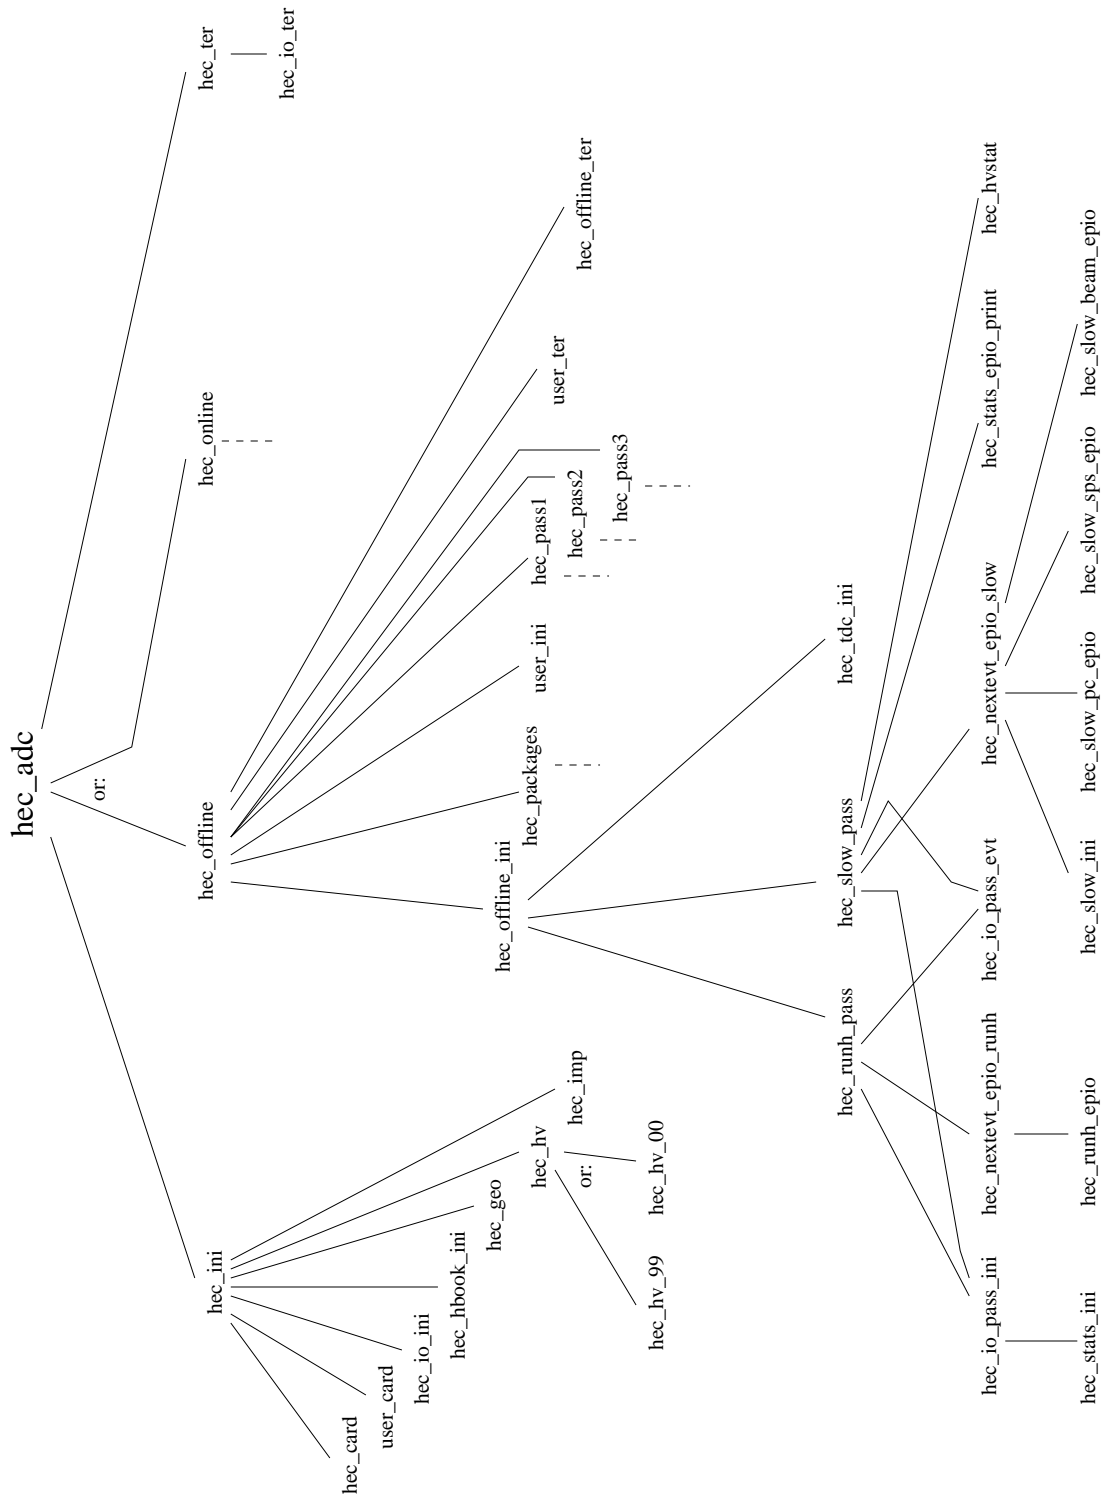 hec_adc
hec_ini
or:
hec_offline
hec_online
hec_ter
hec_io_ter
hec_card
user_card
hec_io_ini
hec_hbook_ini
hec_geo
hec_hv
hec_imp
or:
hec_hv_99
hec_hv_00
hec_offline_ini
hec_packages
user_ini
hec_pass1
hec_pass2
hec_pass3
user_ter
hec_offline_ter
hec_runh_pass
hec_slow_pass
hec_tdc_ini
hec_io_pass_ini
hec_nextevt_epio_runh
hec_io_pass_evt
hec_nextevt_epio_slow
hec_stats_epio_print
hec_hvstat
hec_stats_ini
hec_runh_epio
hec_slow_ini
hec_slow_pc_epio
hec_slow_sps_epio
hec_slow_beam_epio